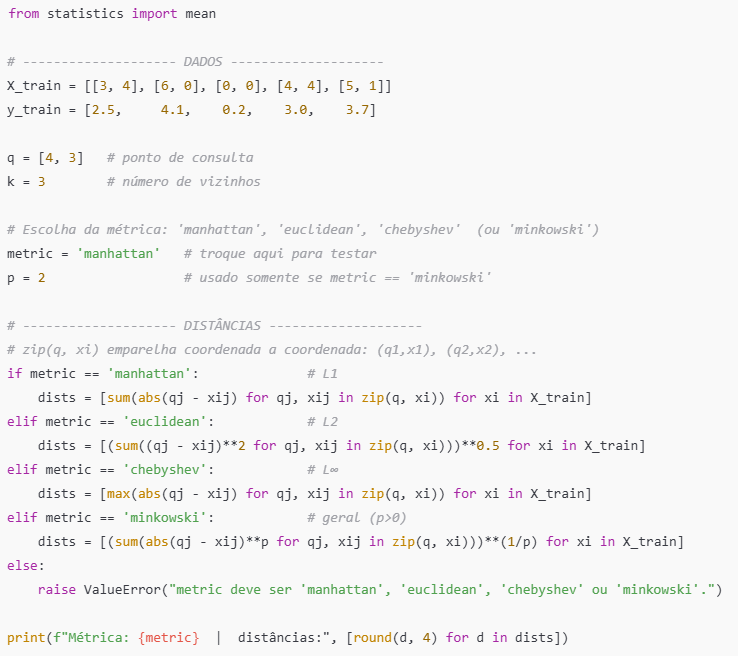 from statistics import mean

# -------------------- DADOS --------------------
X_train = [[3, 4], [6, 0], [0, 0], [4, 4], [5, 1]]
y_train = [2.5,     4.1,    0.2,    3.0,    3.7]

q = [4, 3]   # ponto de consulta
k = 3        # número de vizinhos

# Escolha da métrica: 'manhattan', 'euclidean', 'chebyshev'  (ou 'minkowski')
metric = 'manhattan'   # troque aqui para testar
p = 2                  # usado somente se metric == 'minkowski'

# -------------------- DISTÂNCIAS --------------------
# zip(q, xi) emparelha coordenada a coordenada: (q1,x1), (q2,x2), ...
if metric == 'manhattan':              # L1
    dists = [sum(abs(qj - xij) for qj, xij in zip(q, xi)) for xi in X_train]
elif metric == 'euclidean':            # L2
    dists = [(sum((qj - xij)**2 for qj, xij in zip(q, xi)))**0.5 for xi in X_train]
elif metric == 'chebyshev':            # L∞
    dists = [max(abs(qj - xij) for qj, xij in zip(q, xi)) for xi in X_train]
elif metric == 'minkowski':            # geral (p>0)
    dists = [(sum(abs(qj - xij)**p for qj, xij in zip(q, xi)))**(1/p) for xi in X_train]
else:
    raise ValueError("metric deve ser 'manhattan', 'euclidean', 'chebyshev' ou 'minkowski'.")

print(f"Métrica: {metric}  |  distâncias:", [round(d, 4) for d in dists])